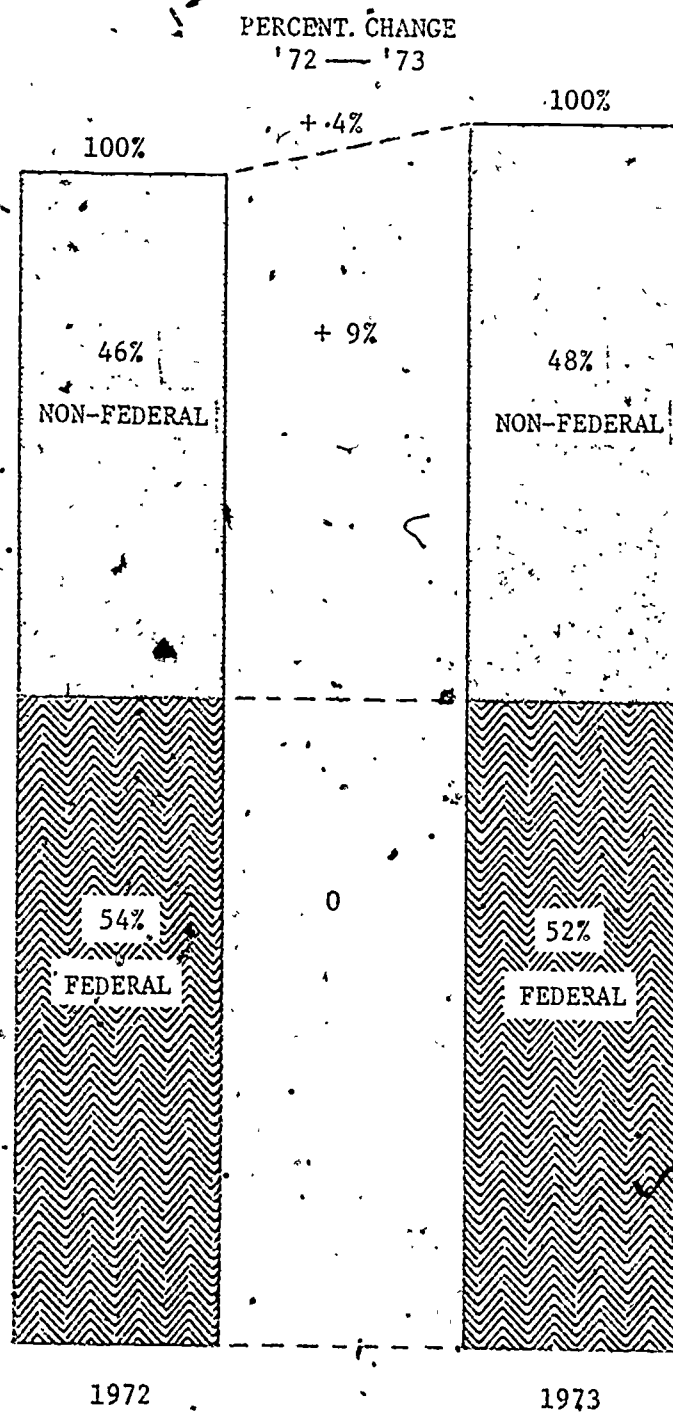 PERCENT. CHANGE
'72 — '73
100%
+ 4%
100%
46%
NON-FEDERAL
+ 9%
48%
NON-FEDERAL
54%
FEDERAL
0
52%
FEDERAL
1972
1973